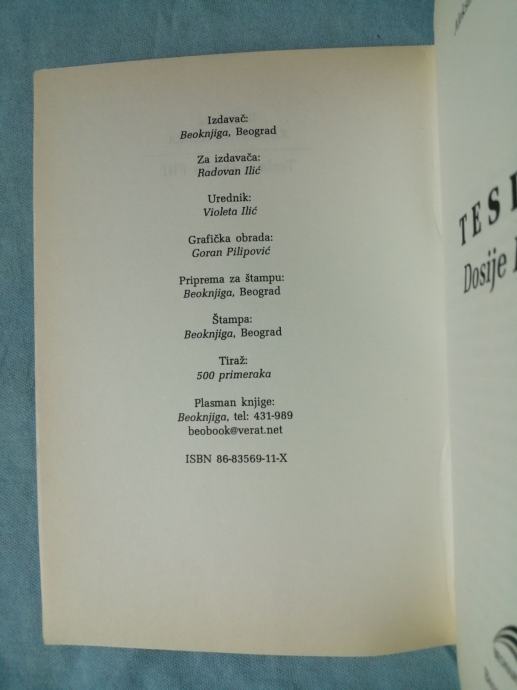 Izdavač:
Beoknjiga, Beograd
Za izdavača:
Radovan Ilić
Urednik:
Violeta Ilić
Grafička obrada:
Goran Pilipović
Priprema za štampu:
Beoknjiga, Beograd
Štampa:
Beoknjiga, Beograd
Tiraž:
500 primeraka
Plasman knjige:
Beoknjiga, tel: 431-989
beobook@verat.net
ISBN 86-83569-11-X
TES
Dosije